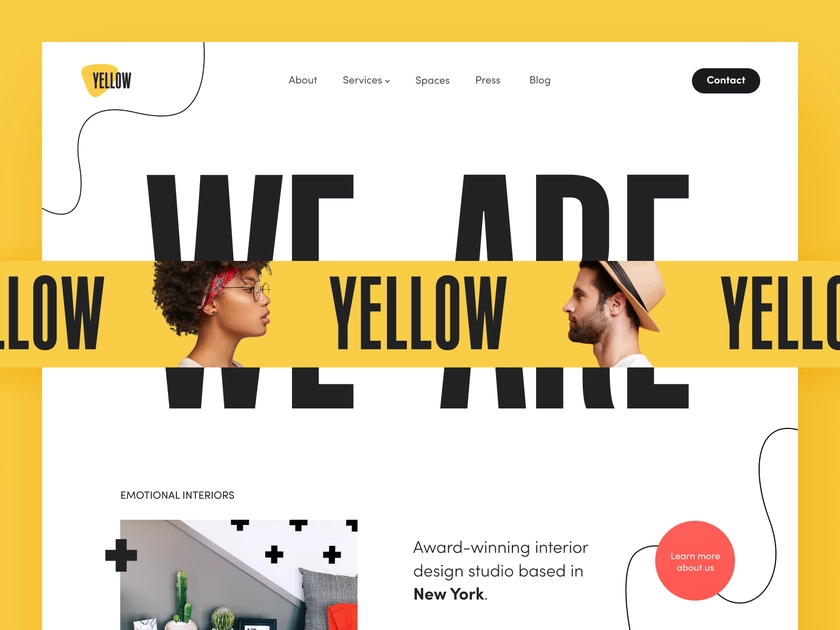 YELLOW
About
Services
Spaces
Press
Blog
Contact
WE ARE
LLOW YELLOW YELLO
EMOTIONAL INTERIORS
Award-winning interior
design studio based in
New York.
Learn more
about us